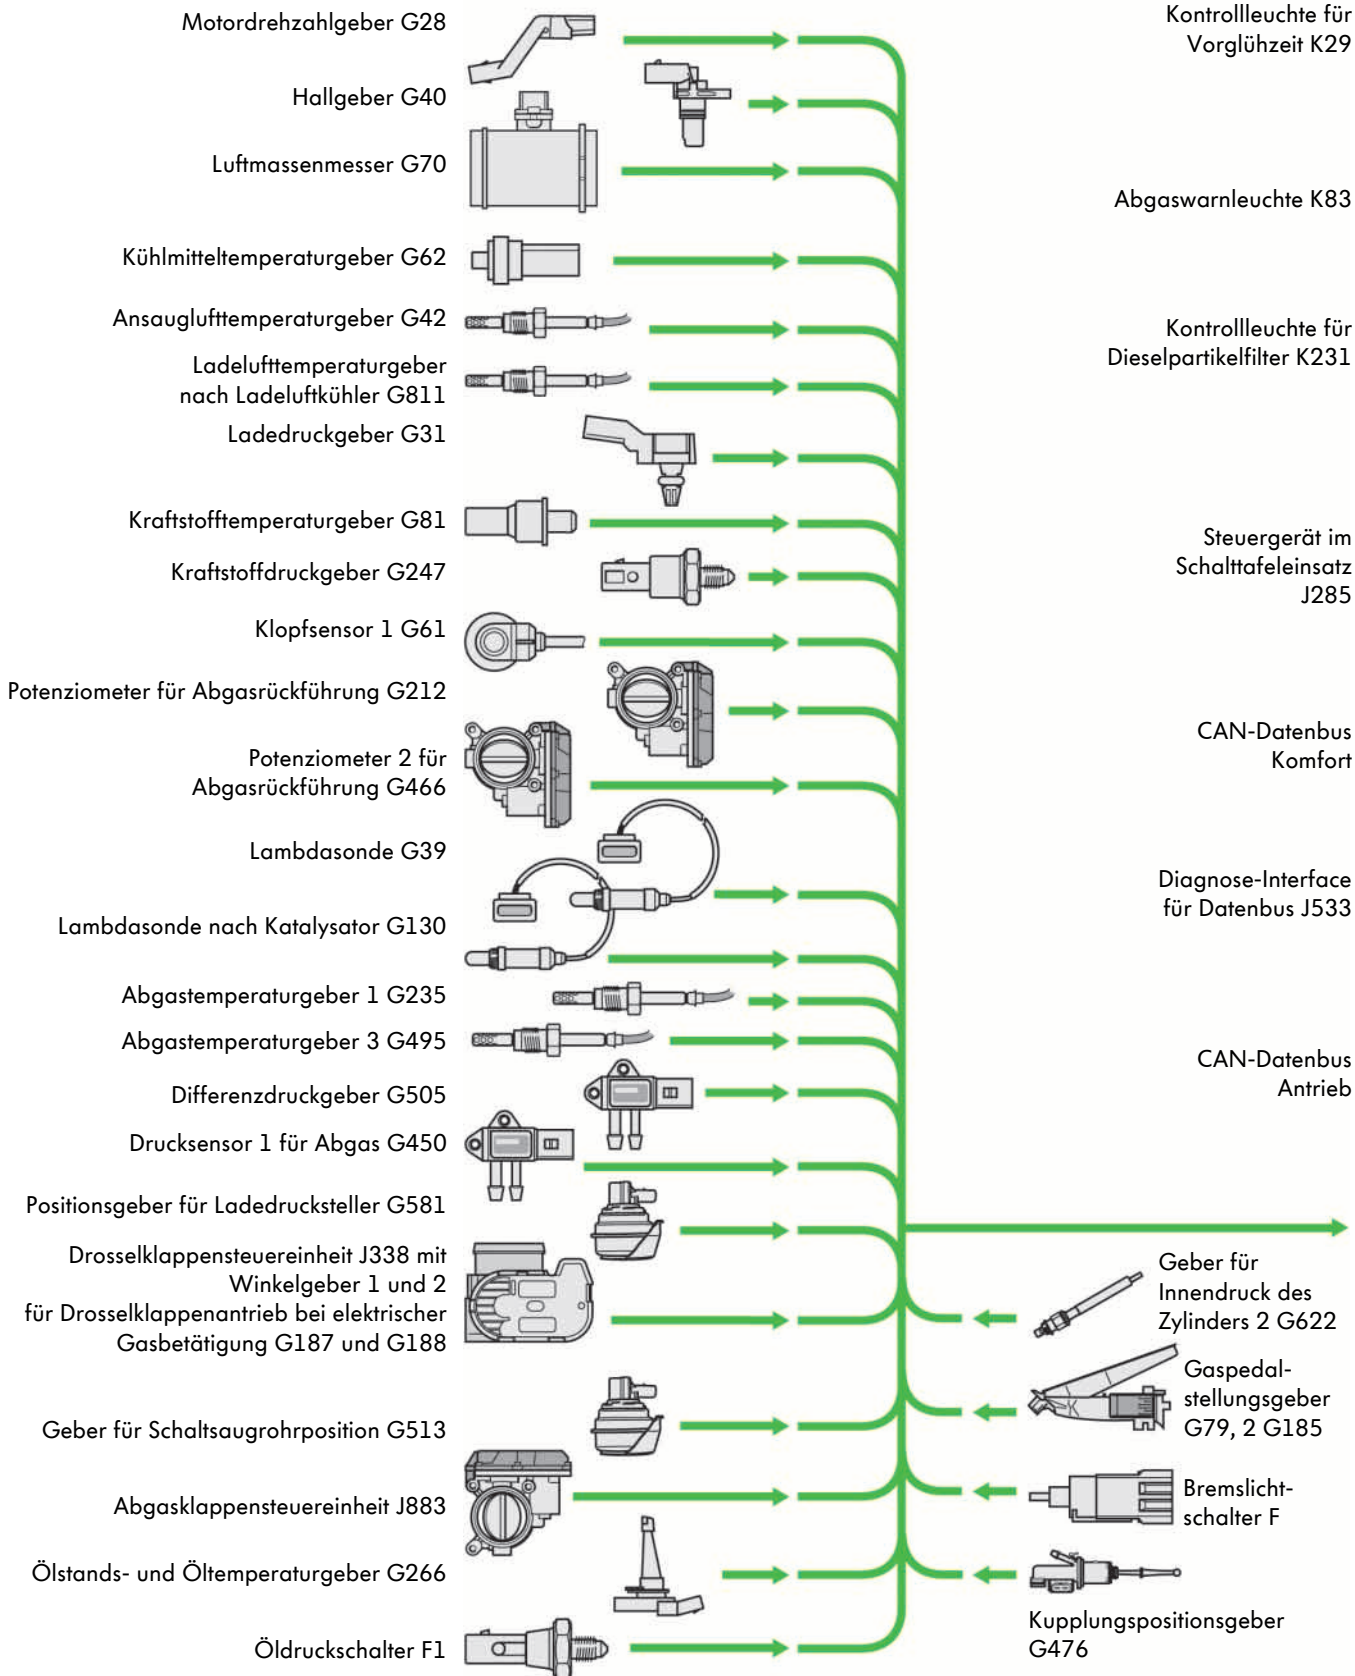 Motordrehzahlgeber G28
Hallgeber G40
Luftmassenmesser G70
Kühlmitteltemperaturgeber G62
Ansauglufttemperaturgeber G42
Ladelufttemperaturgeber
nach Ladeluftkühler G811
Ladedruckgeber G31
Kraftstofftemperaturgeber G81
Kraftstoffdruckgeber G247
Klopfsensor 1 G61
Potenziometer für Abgasrückführung G212
Potenziometer 2 für
Abgasrückführung G466
Lambdasonde G39
Lambdasonde nach Katalysator G130
Abgastemperaturgeber 1 G235
Abgastemperaturgeber 3 G495
Differenzdruckgeber G505
Drucksensor 1 für Abgas G450
Positionsgeber für Ladedrucksteller G581
Drosselklappensteuereinheit J338 mit
Winkelgeber 1 und 2
für Drosselklappenantrieb bei elektrischer
Gasbetätigung G187 und G188
Geber für Schaltsaugrohrposition G513
Abgasklappensteuereinheit J883
Ölstands- und Öltemperaturgeber G266
Öldruckschalter F1
Kontrollleuchte für
Vorglühzeit K29
Abgaswarnleuchte K83
Kontrollleuchte für
Dieselpartikelfilter K231
Steuergerät im
Schalttafeleinsatz
J285
CAN-Datenbus
Komfort
Diagnose-Interface
für Datenbus J533
CAN-Datenbus
Antrieb
Geber für
Innendruck des
Zylinders 2 G622
Gaspedal-
stellungsgeber
G79, 2 G185
Bremslicht-
schalter F
Kupplungspositionsgeber
G476